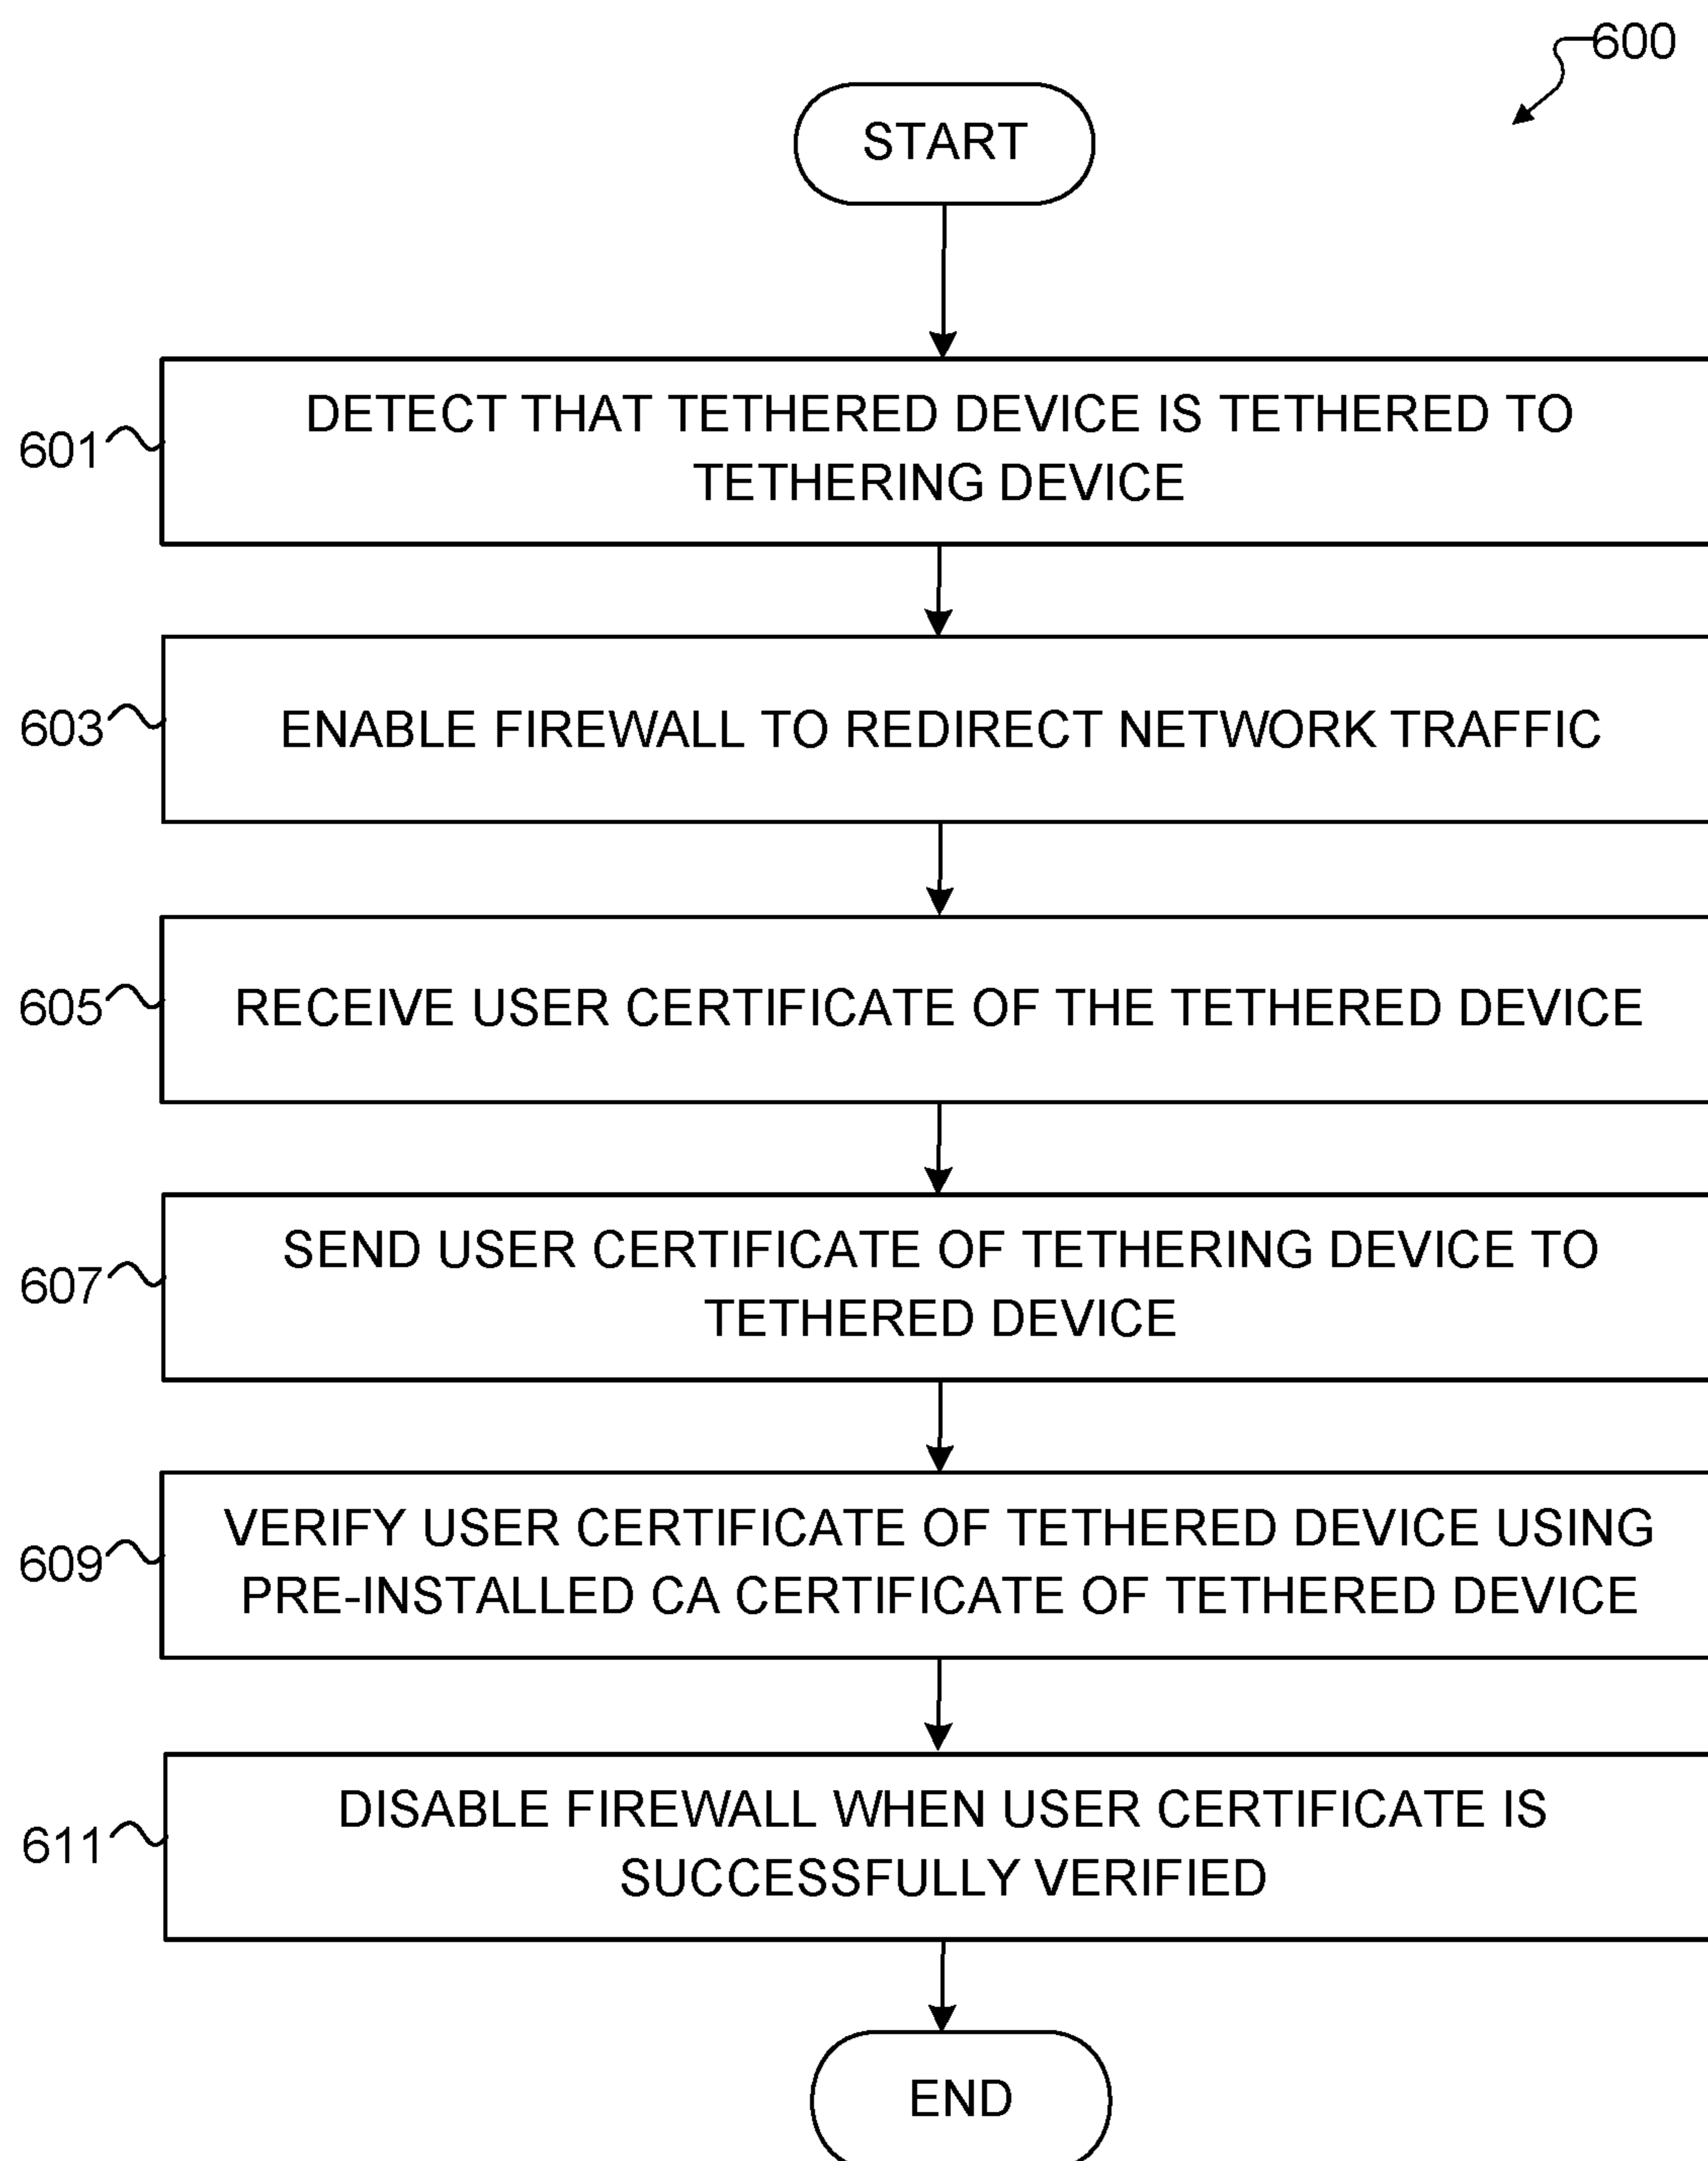 600
START
601
DETECT THAT TETHERED DEVICE IS TETHERED TO
TETHERING DEVICE
603
ENABLE FIREWALL TO REDIRECT NETWORK TRAFFIC
605
RECEIVE USER CERTIFICATE OF THE TETHERED DEVICE
607
SEND USER CERTIFICATE OF TETHERING DEVICE TO
TETHERED DEVICE
609
VERIFY USER CERTIFICATE OF TETHERED DEVICE USING
PRE-INSTALLED CA CERTIFICATE OF TETHERED DEVICE
611
DISABLE FIREWALL WHEN USER CERTIFICATE IS
SUCCESSFULLY VERIFIED
END